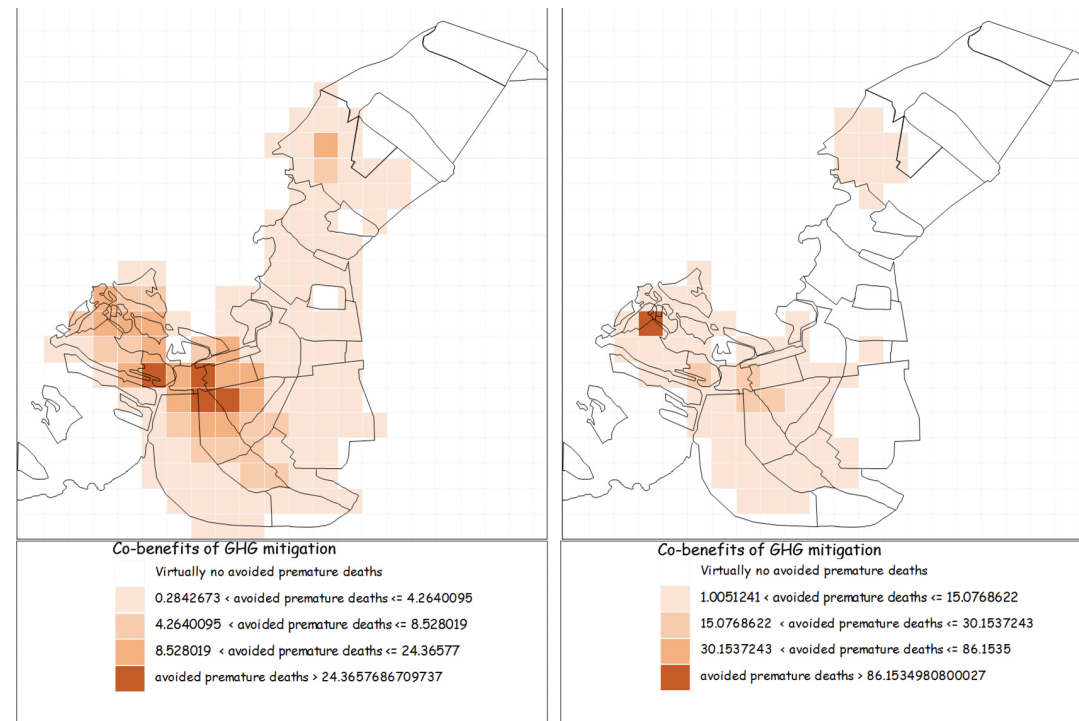 Co-benefits of GHG mitigation
Virtually no avoided premature deaths
0.2842673 < avoided premature deaths <= 4.2640095
4.2640095 < avoided premature deaths <= 8.528019
8.528019 < avoided premature deaths <= 24.36577
avoided premature deaths > 24.3657686709737
Co-benefits of GHG mitigation
Virtually no avoided premature deaths
1.0051241 < avoided premature deaths <= 15.0768622
15.0768622 < avoided premature deaths <= 30.1537243
30.1537243 < avoided premature deaths <= 86.1535
avoided premature deaths > 86.1534980800027